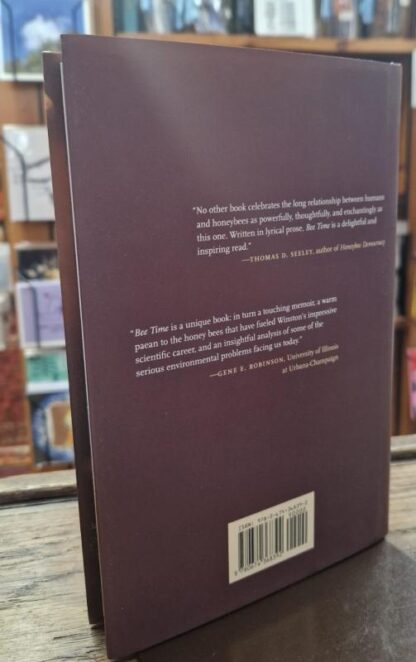 "No other book celebrates the long relationship between humans
and honeybees as powerfully, thoughtfully, and enchantingly as
this one. Written in lyrical prose, Bee Time is a delightful and
inspiring read."
—THOMAS D. SEELEY, author of Honeybee Democracy
"Bee Time is a unique book: in turn a touching memoir, a warm
paean to the honey bees that have fueled Winston's impressive
scientific career, and an insightful analysis of some of the
serious environmental problems facing us today."
—GENE E. ROBINSON, University of Illinois
at Urbana-Champaign